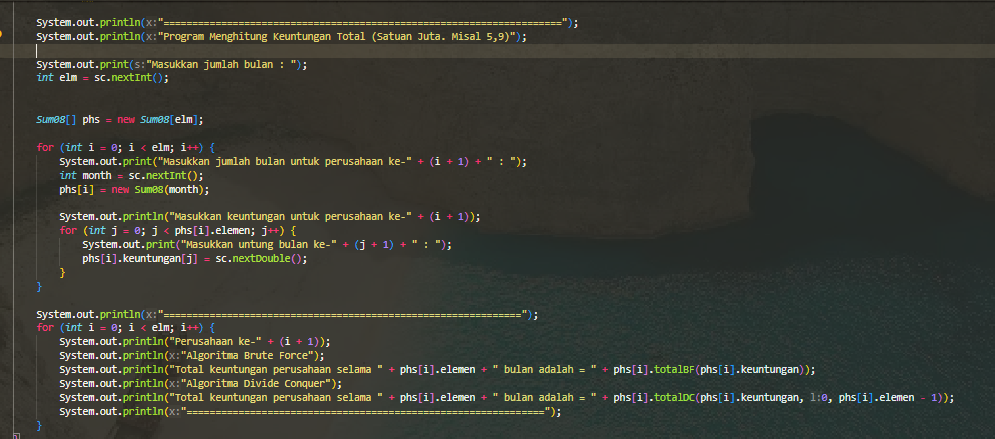 System.out.println(x:"======================================================================");
System.out.println(x:"Program Menghitung Keuntungan Total (Satuan Juta. Misal 5,9)");
System.out.print(s:"Masukkan jumlah bulan : ");
int elm = sc.nextInt();
Sum08[] phs = new Sum08[elm];
for (int i = 0; i < elm; i++) {
System.out.print("Masukkan jumlah bulan untuk perusahaan ke-" + (i + 1) + " : ");
int month = sc.nextInt();
phs[i] = new Sum08(month);
System.out.println("Masukkan keuntungan untuk perusahaan ke-" + (i + 1));
for (int j = 0; j < phs[i].elemen; j++) {
System.out.print("Masukkan untung bulan ke-" + (j + 1) + " : ");
phs[i].keuntungan[j] = sc.nextDouble();
}
}
System.out.println(x:"===============================================================");
for (int i = 0; i < elm; i++) {
System.out.println("Perusahaan ke-" + (i + 1));
System.out.println(x:"Algoritma Brute Force");
System.out.println("Total keuntungan perusahaan selama " + phs[i].elemen + " bulan adalah = " + phs[i].totalBF(phs[i].keuntungan));
System.out.println(x:"Algoritma Divide Conquer");
System.out.println("Total keuntungan perusahaan selama " + phs[i].elemen + " bulan adalah = " + phs[i].totalDC(phs[i].keuntungan, l:0, phs[i].elemen - 1));
System.out.println(x:"===============================================================");
}